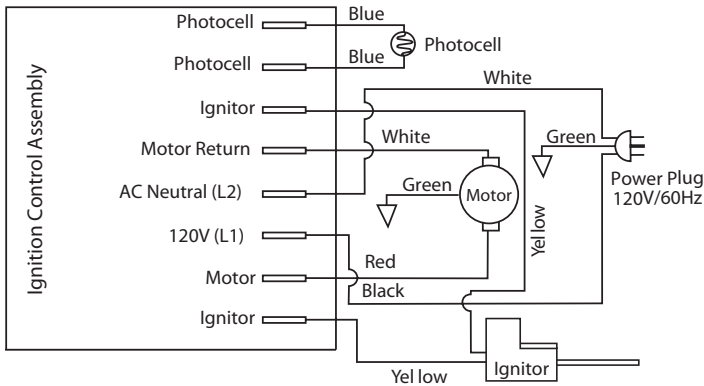 Ignition Control Assembly
Photocell
Blue
Photocell
Photocell
Blue
White
Ignitor
Motor Return
White
Green
Power Plug
120V/60Hz
AC Neutral (L2)
Green
Motor
120V (L1)
Yel low
Red
Motor
Black
Ignitor
Yel low
Ignitor